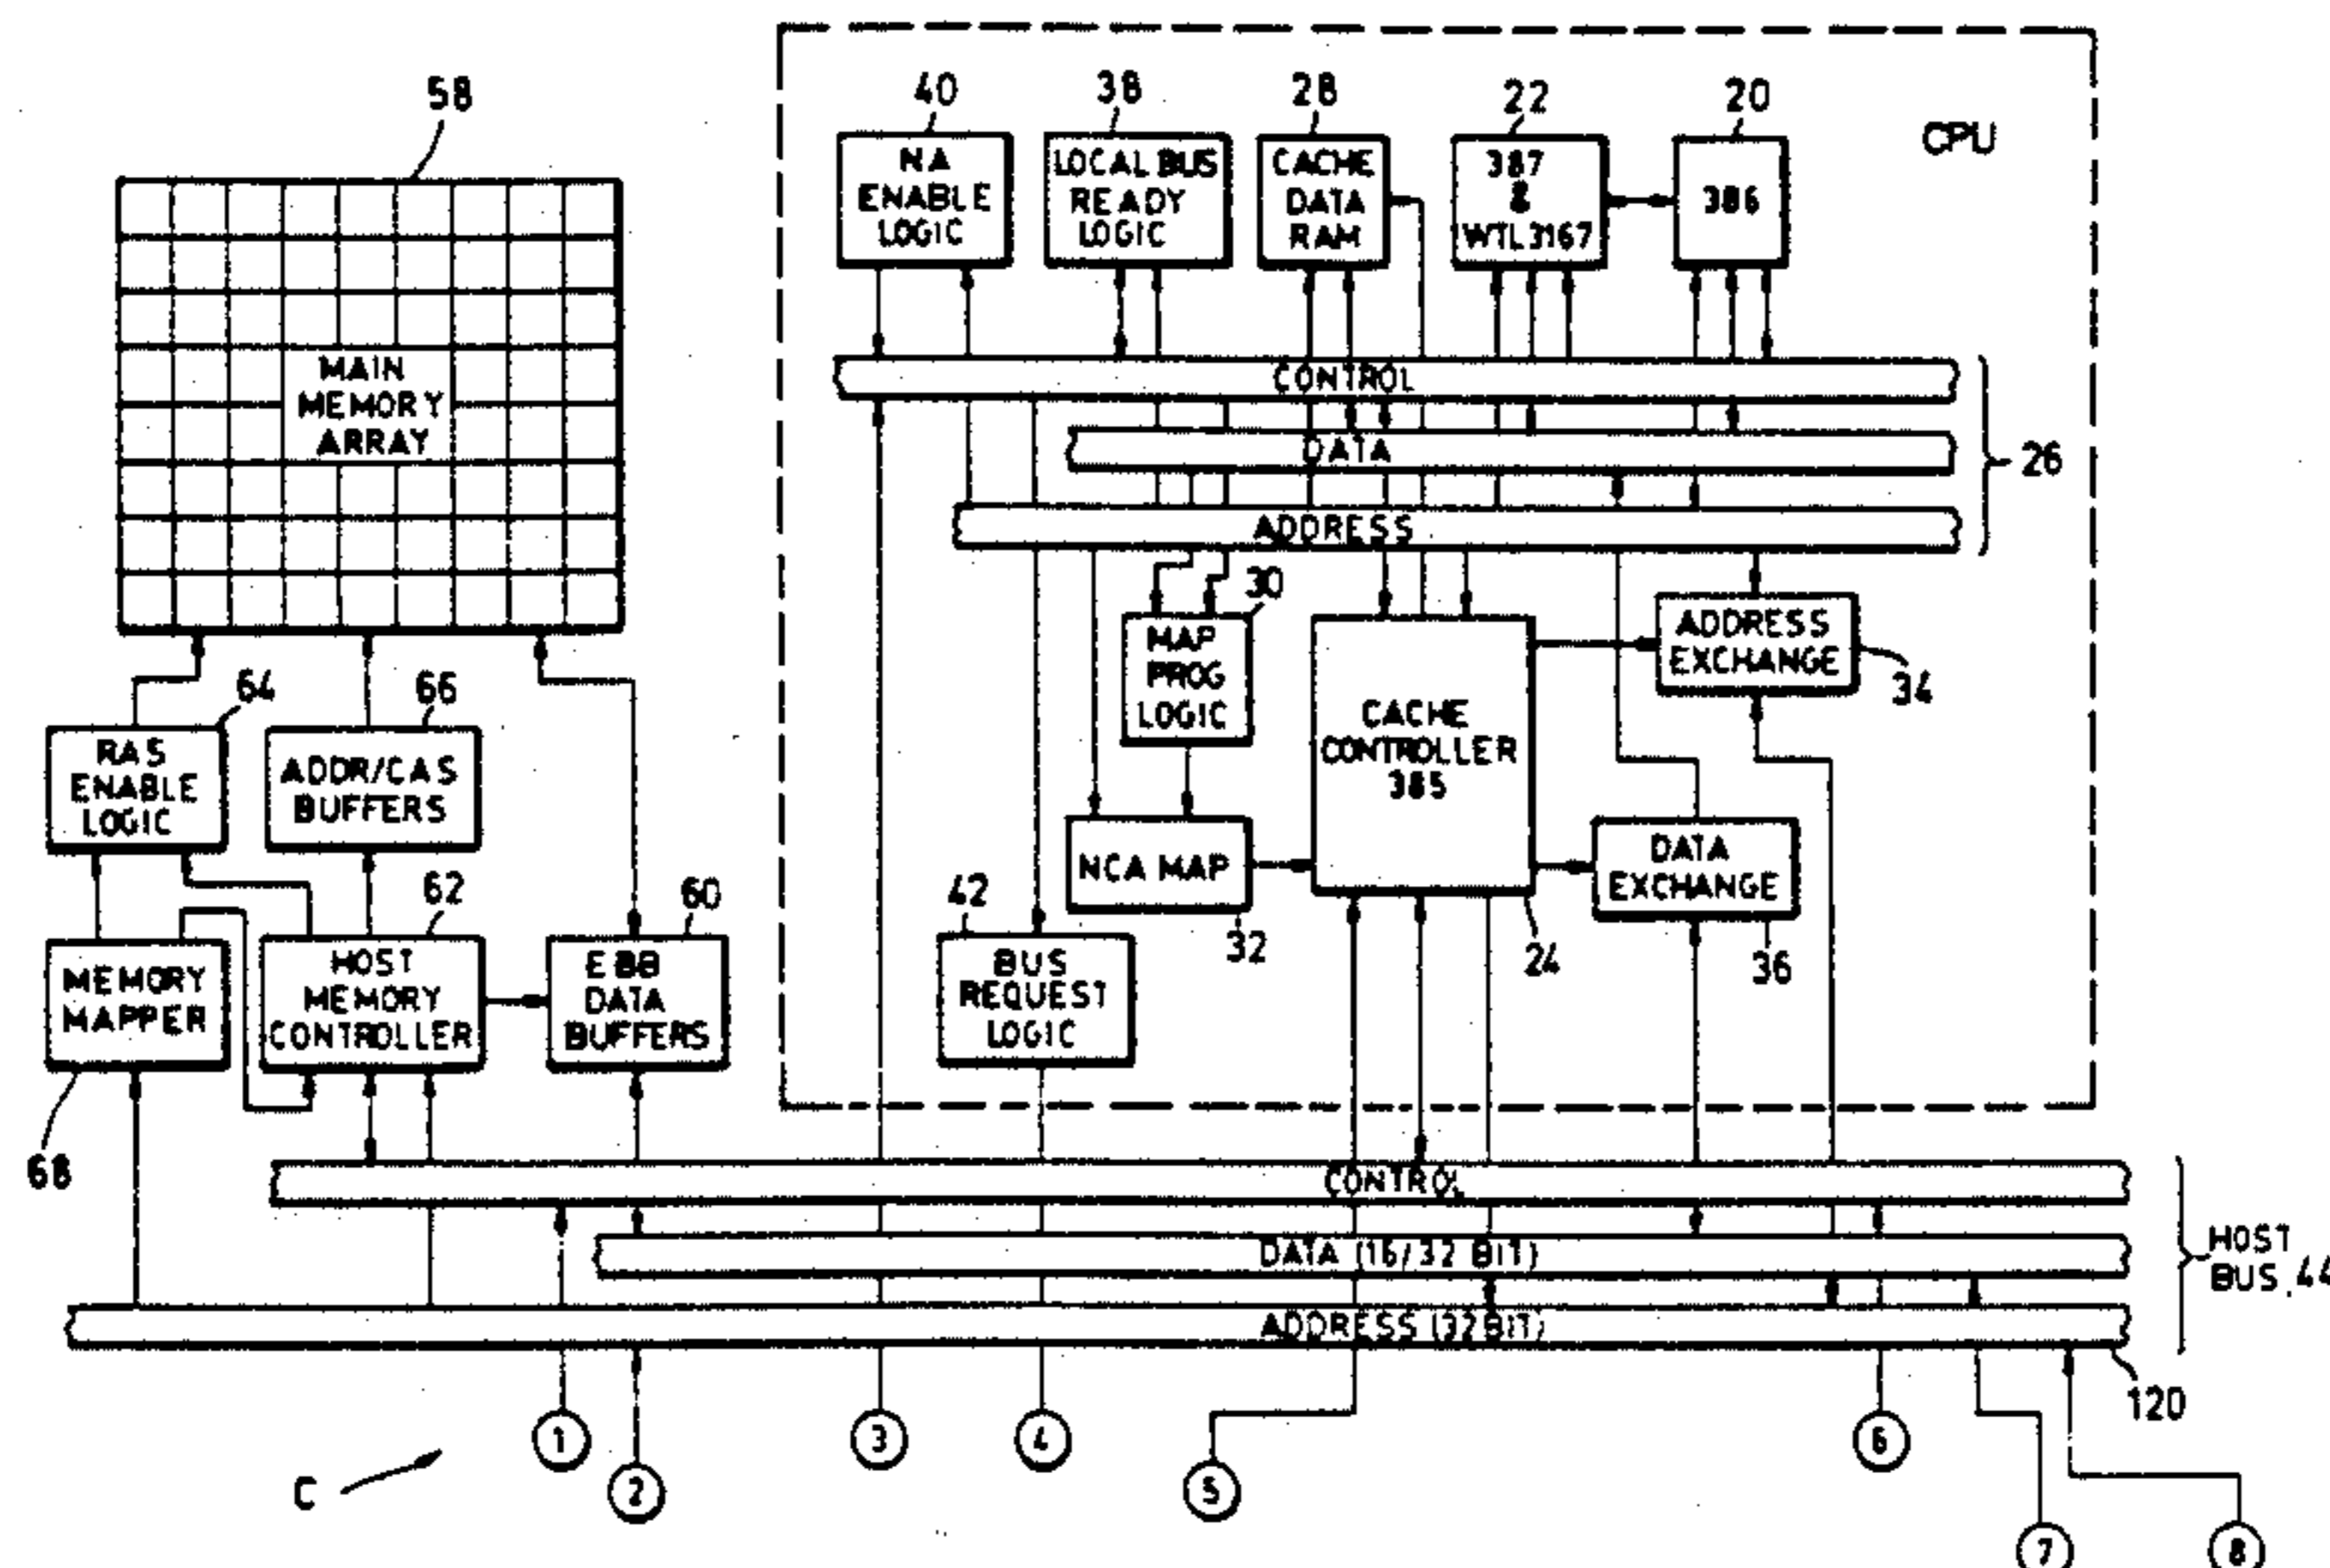 58
40
38
28
22
20
CPU
NA
ENABLE
LOGIC
LOCAL BUS
READY
LOGIC
CACHE
DATA
RAM
387
&
WTL3167
386
MAIN
MEMORY
ARRAY
CONTROL
DATA
ADDRESS
26
30
MAP
PROG
LOGIC
CACHE
CONTROLLER
385
ADDRESS
EXCHANGE
34
64
66
RAS
ENABLE
LOGIC
ADDR/CAS
BUFFERS
NCA MAP
32
24
DATA
EXCHANGE
36
42
BUS
REQUEST
LOGIC
62
60
MEMORY
MAPPER
HOST
MEMORY
CONTROLLER
EBB
DATA
BUFFERS
68
CONTROL
DATA (16/32 BIT)
ADDRESS (32 BIT)
HOST
BUS 44
120
C
1
2
3
4
5
6
7
8